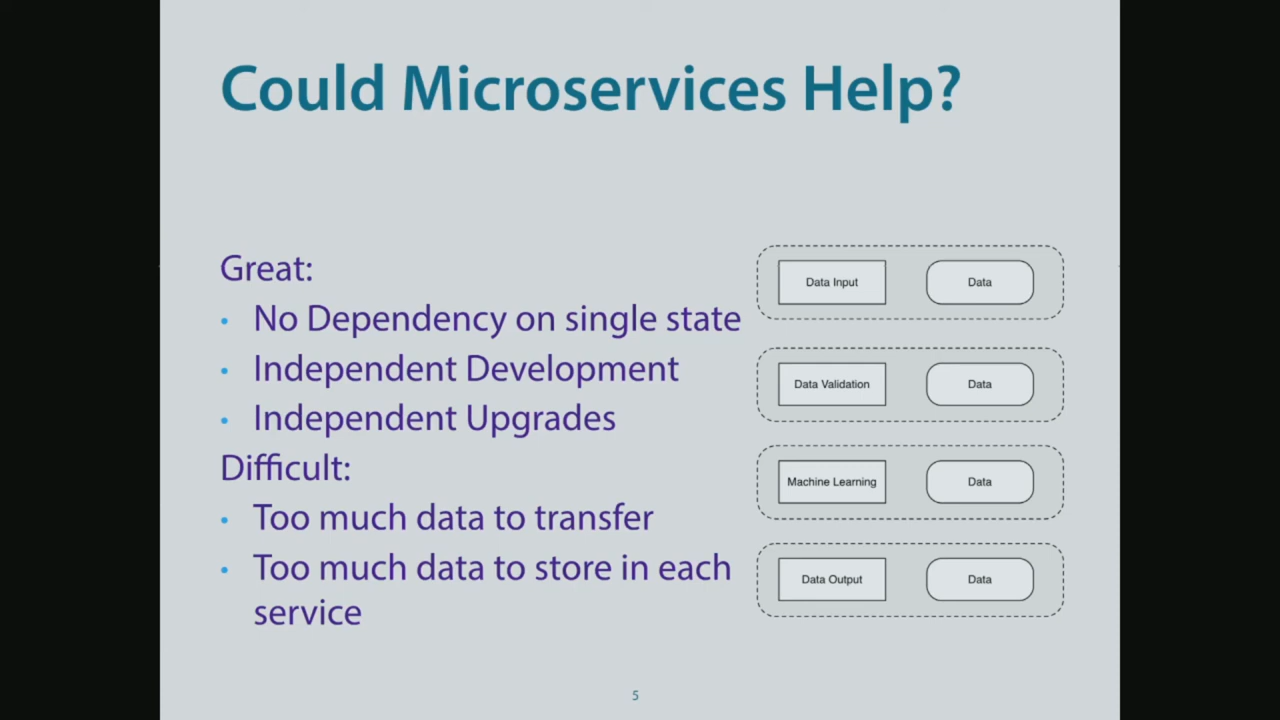 Could Microservices Help?
Great:
• No Dependency on single state
• Independent Development
• Independent Upgrades
Difficult:
• Too much data to transfer
• Too much data to store in each
service
Data Input
Data
Data Validation
Data
Machine Learning
Data
Data Output
Data
5